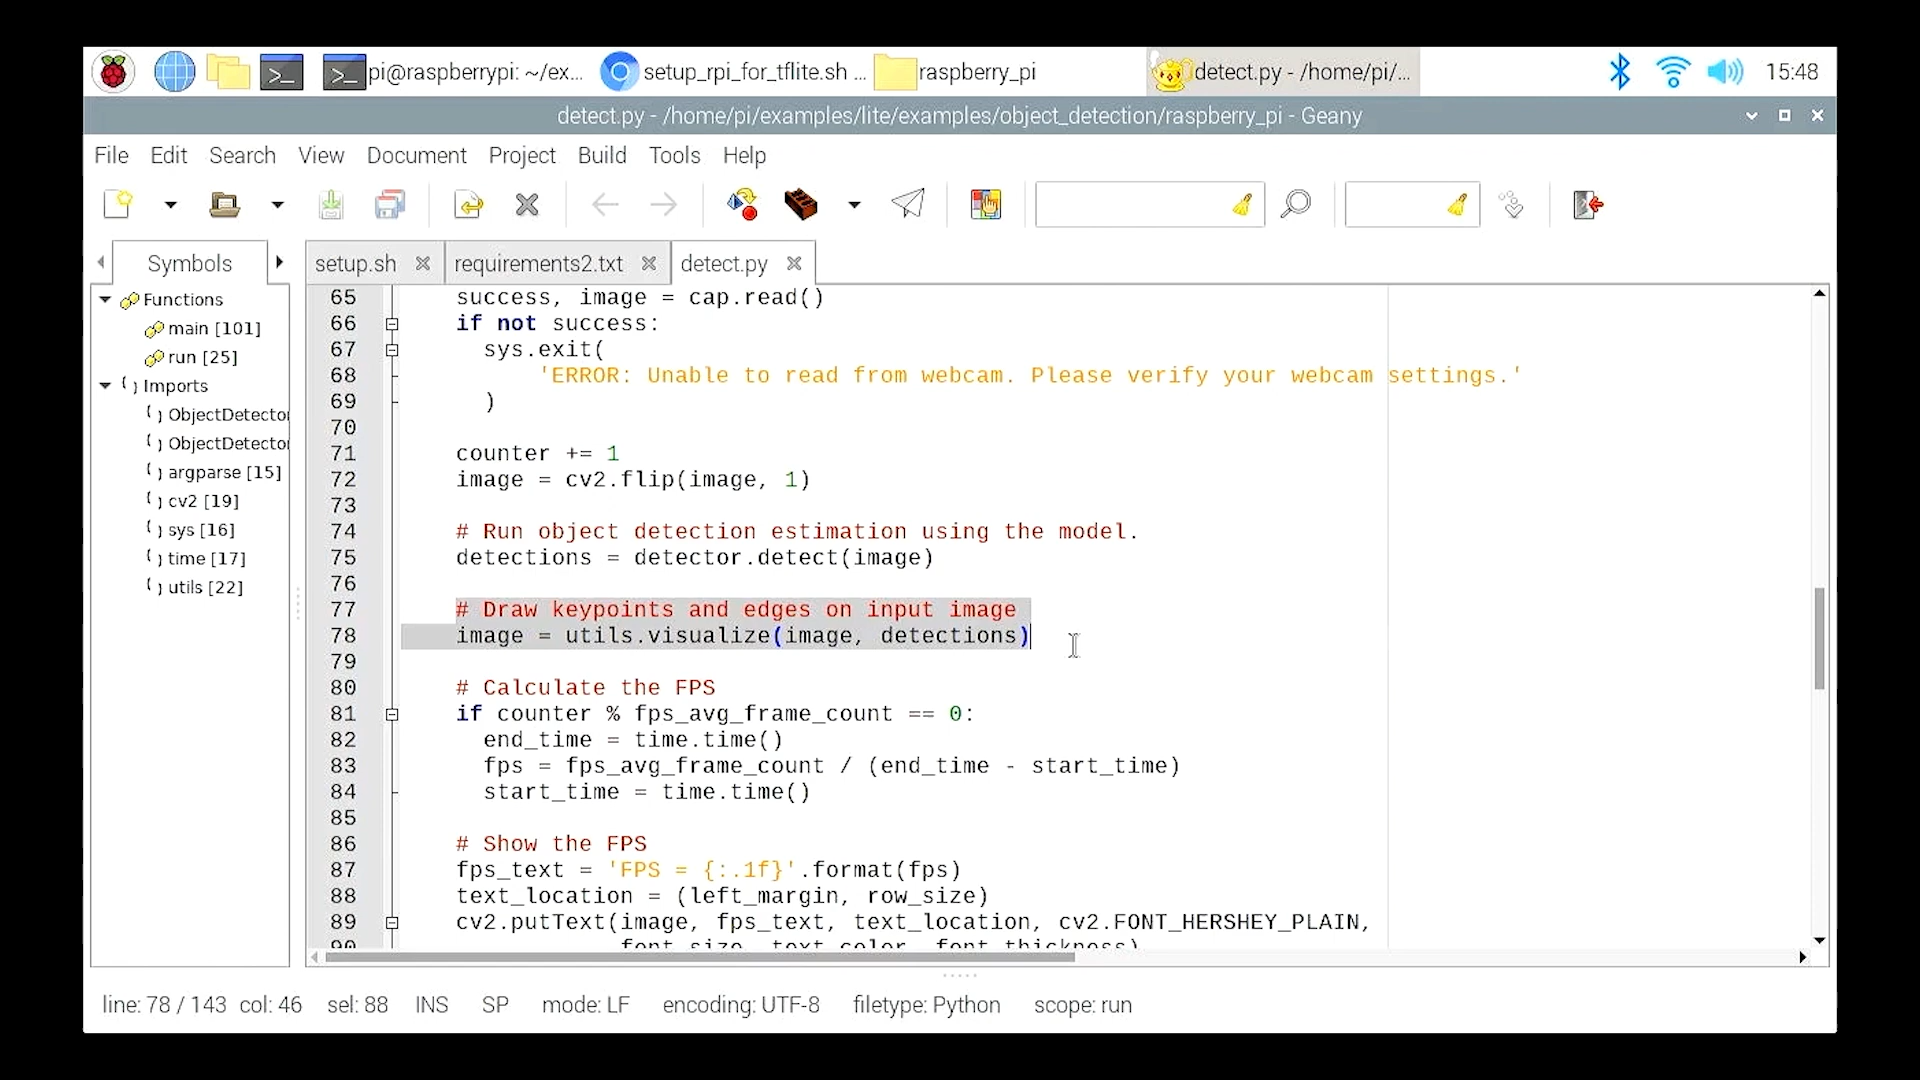 pi@raspberrypi: ~/ex... setup_rpi_for_tflite.sh ... raspberry_pi detect.py - /home/pi/... 15:48
detect.py - /home/pi/examples/lite/examples/object_detection/raspberry_pi - Geany
File Edit Search View Document Project Build Tools Help
Symbols setup.sh requirements2.txt detect.py
Functions
main [101]
run [25]
Imports
ObjectDetecto
ObjectDetecto
argparse [15]
cv2 [19]
sys [16]
time [17]
utils [22]
65 success, image = cap.read()
66 if not success:
67 sys.exit(
68 'ERROR: Unable to read from webcam. Please verify your webcam settings.'
69 )
70
71 counter += 1
72 image = cv2.flip(image, 1)
73
74 # Run object detection estimation using the model.
75 detections = detector.detect(image)
76
77 # Draw keypoints and edges on input image
78 image = utils.visualize(image, detections)
79
80 # Calculate the FPS
81 if counter % fps_avg_frame_count == 0:
82 end_time = time.time()
83 fps = fps_avg_frame_count / (end_time - start_time)
84 start_time = time.time()
85
86 # Show the FPS
87 fps_text = 'FPS = {:.1f}'.format(fps)
88 text_location = (left_margin, row_size)
89 cv2.putText(image, fps_text, text_location, cv2.FONT_HERSHEY_PLAIN,
90 font_size, text_color, font_thickness)
line: 78 / 143 col: 46 sel: 88 INS SP mode: LF encoding: UTF-8 filetype: Python scope: run